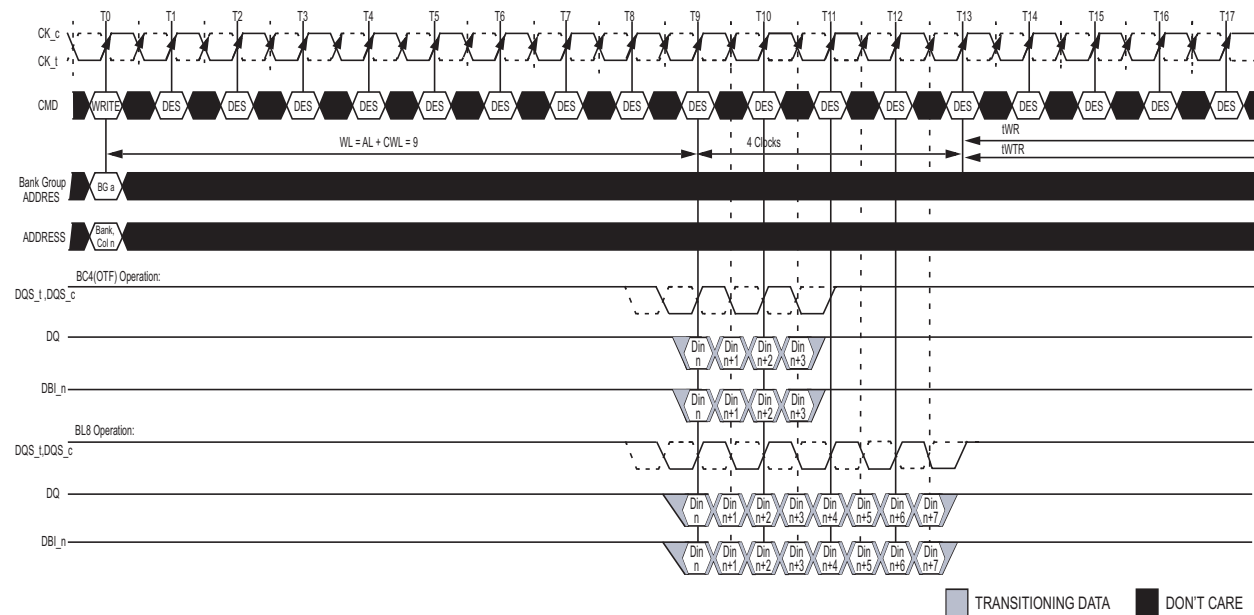 T0 T1 T2 T3 T4 T5 T6 T7 T8 T9 T10 T11 T12 T13 T14 T15 T16 T17
CK_c
CK_t
CMD WRITE DES DES DES DES DES DES DES DES DES DES DES DES DES DES DES DES DES
WL = AL + CWL = 9 4 Clocks tWR
tWTR
Bank Group
ADDRES
BG a
ADDRESS
Bank,
Col n
BC4(OTF) Operation:
DQS_t ,DQS_c
DQ
Din n Din n+1 Din n+2 Din n+3
DBI_n
Din n Din n+1 Din n+2 Din n+3
BL8 Operation:
DQS_t,DQS_c
DQ
Din n Din n+1 Din n+2 Din n+3 Din n+4 Din n+5 Din n+6 Din n+7
DBI_n
Din n Din n+1 Din n+2 Din n+3 Din n+4 Din n+5 Din n+6 Din n+7
TRANSITIONING DATA DON'T CARE